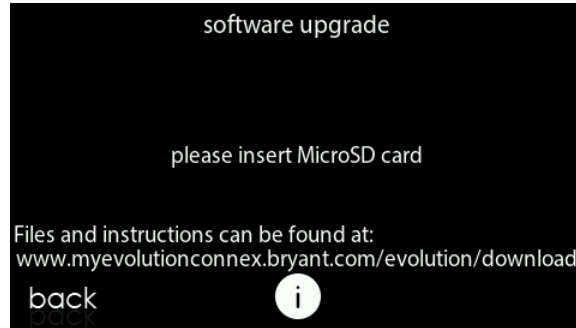 software upgrade
please insert MicroSD card
Files and instructions can be found at:
www.myevolutionconnex.bryant.com/evolution/download
back
i